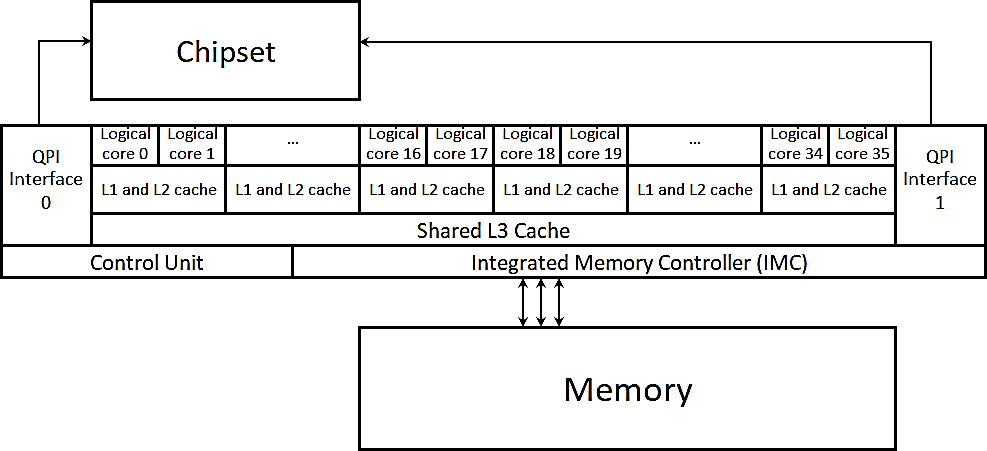 Chipset
QPI
Interface
0
Logical
core 0
Logical
core 1
...
Logical
core 16
Logical
core 17
Logical
core 18
Logical
core 19
...
Logical
core 34
Logical
core 35
QPI
Interface
1
L1 and L2 cache
L1 and L2 cache
L1 and L2 cache
L1 and L2 cache
L1 and L2 cache
L1 and L2 cache
Shared L3 Cache
Control Unit
Integrated Memory Controller (IMC)
Memory